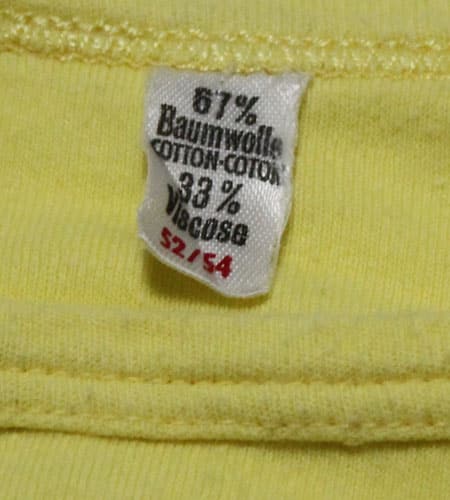 67%
Baumwolle
COTTON-COTON
33%
Viscose
52/54